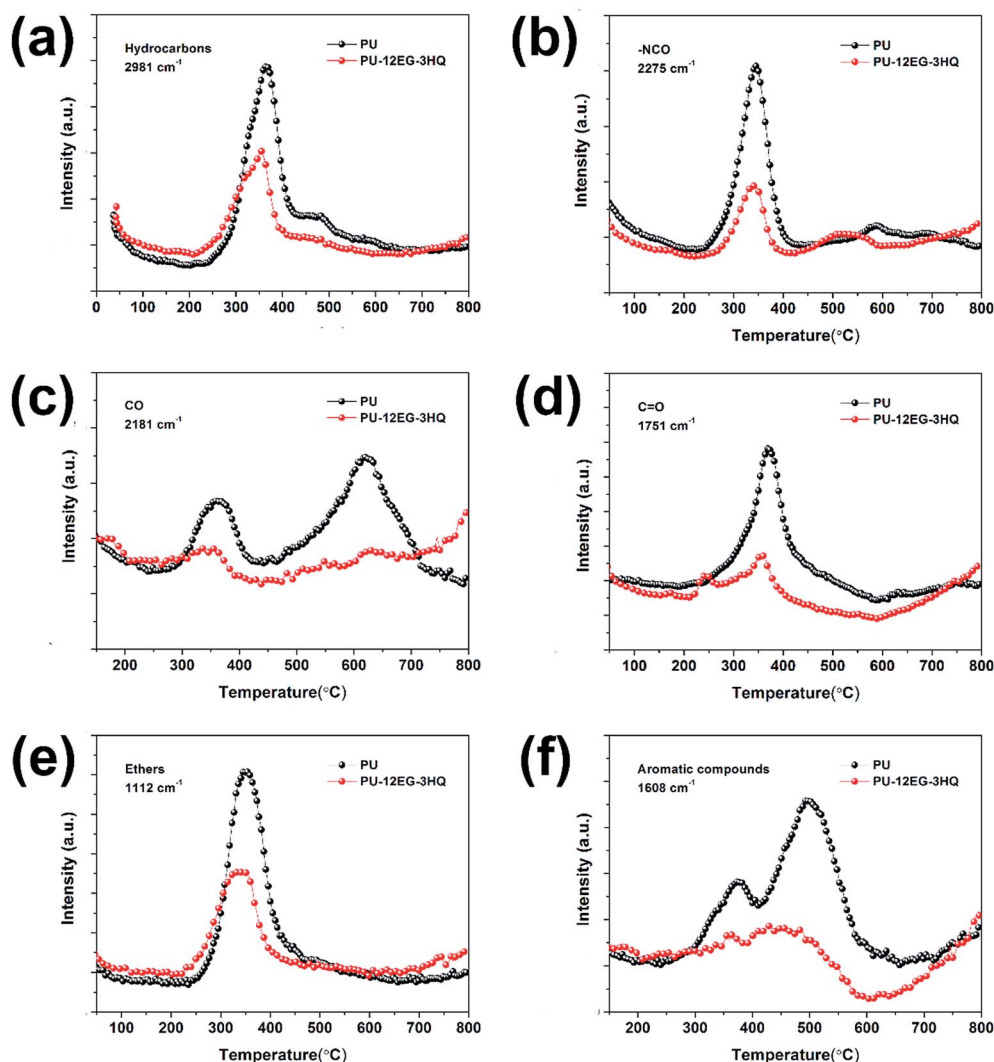 (a)
Hydrocarbons
2981 cm-1
PU
PU-12EG-3HQ
Intensity (a.u.)
0 100 200 300 400 500 600 700 800
Temperature(°C)
(b)
-NCO
2275 cm-1
PU
PU-12EG-3HQ
Intensity (a.u.)
100 200 300 400 500 600 700 800
Temperature(°C)
(c)
CO
2181 cm-1
PU
PU-12EG-3HQ
Intensity (a.u.)
200 300 400 500 600 700 800
Temperature(°C)
(d)
C=O
1751 cm-1
PU
PU-12EG-3HQ
Intensity (a.u.)
100 200 300 400 500 600 700 800
Temperature(°C)
(e)
Ethers
1112 cm-1
PU
PU-12EG-3HQ
Intensity (a.u.)
100 200 300 400 500 600 700 800
Temperature(°C)
(f)
Aromatic compounds
1608 cm-1
PU
PU-12EG-3HQ
Intensity (a.u.)
200 300 400 500 600 700 800
Temperature(°C)